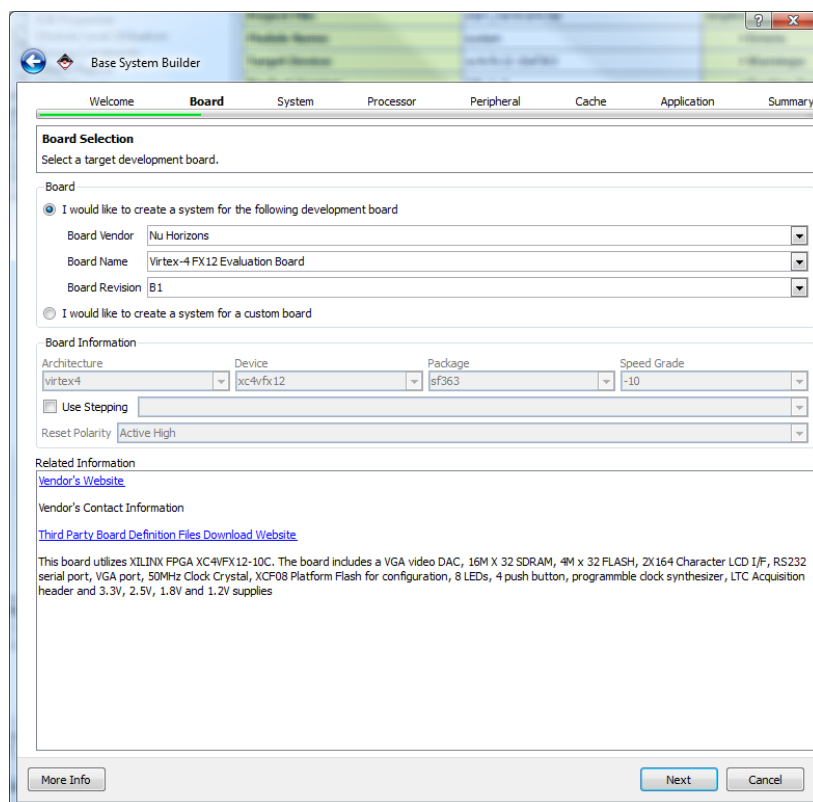 Base System Builder
Welcome Board System Processor Peripheral Cache Application Summary
Board Selection
Select a target development board.
Board
I would like to create a system for the following development board
Board Vendor Nu Horizons
Board Name Virtex-4 FX12 Evaluation Board
Board Revision B1
I would like to create a system for a custom board
Board Information
Architecture Device Package Speed Grade
virtex4 xc4vfx12 sf363 -10
Use Stepping
Reset Polarity Active High
Related Information
Vendor's Website
Vendor's Contact Information
Third Party Board Definition Files Download Website
This board utilizes XILINX FPGA XC4VFX12-10C. The board includes a VGA video DAC, 16M X 32 SDRAM, 4M x 32 FLASH, 2X164 Character LCD I/F, RS232
serial port, VGA port, 50MHz Clock Crystal, XCF08 Platform Flash for configuration, 8 LEDs, 4 push button, programmble clock synthesizer, LTC Acquisition
header and 3.3V, 2.5V, 1.8V and 1.2V supplies
More Info Next Cancel